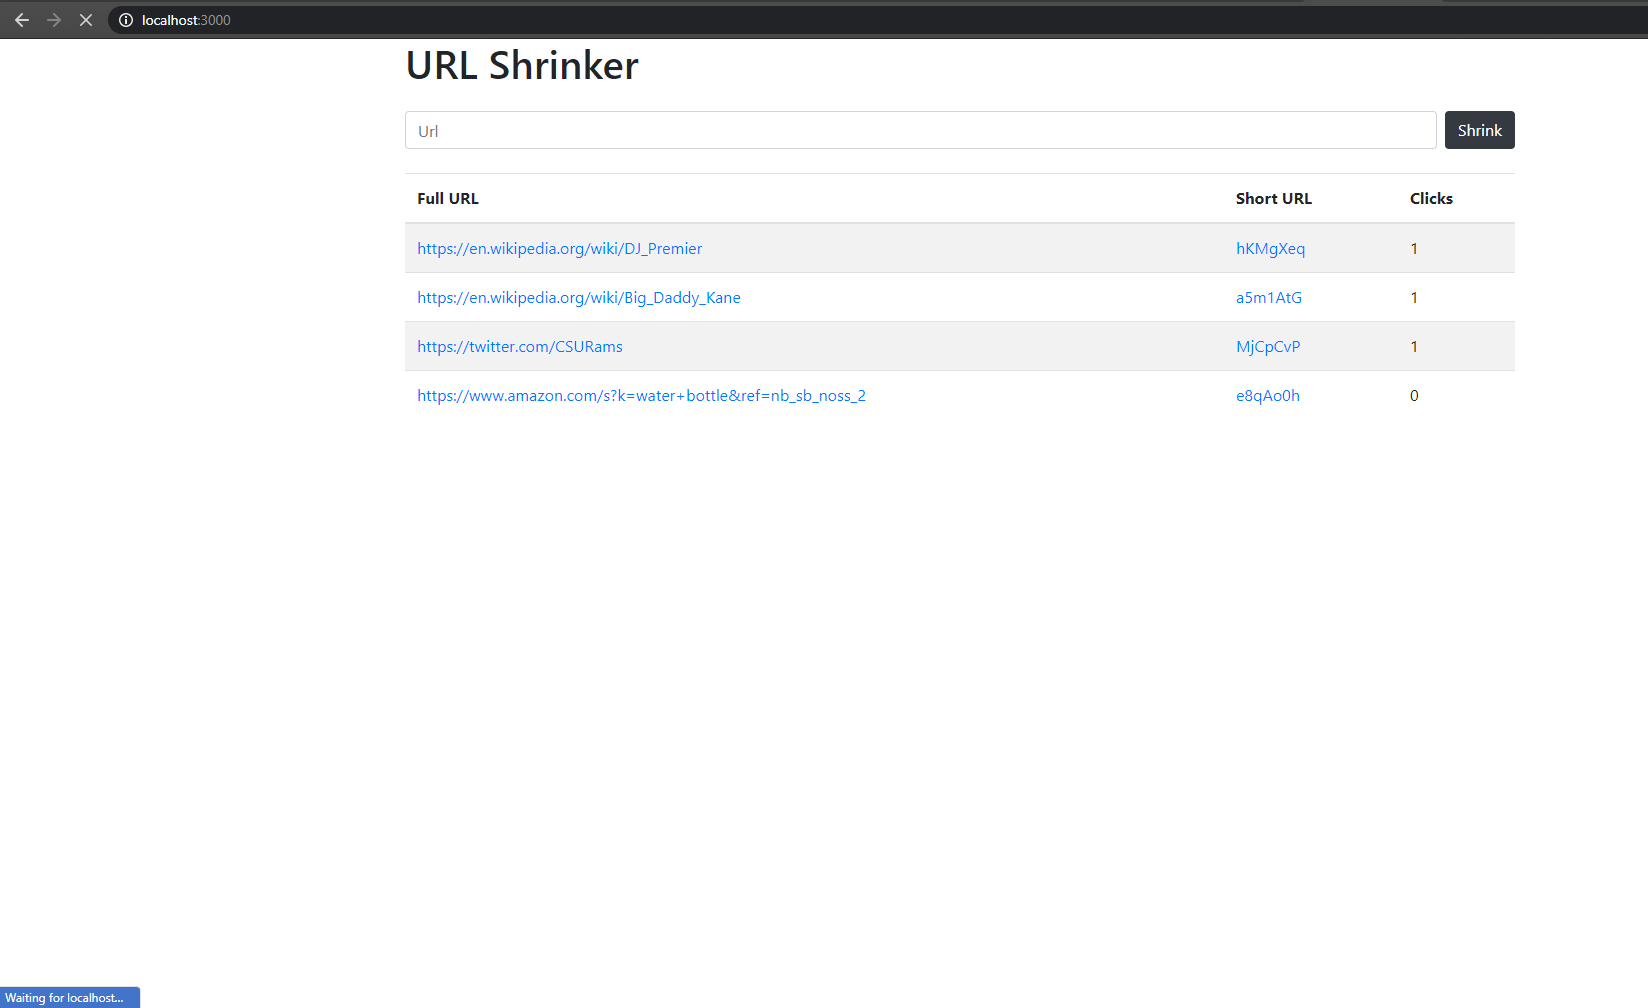 localhost:3000
URL Shrinker
Url
Shrink
Full URL Short URL Clicks
https://en.wikipedia.org/wiki/DJ_Premier hKMgXeq 1
https://en.wikipedia.org/wiki/Big_Daddy_Kane a5m1AtG 1
https://twitter.com/CSURams MjCpCvP 1
https://www.amazon.com/s?k=water+bottle&ref=nb_sb_noss_2 e8qAo0h 0
Waiting for localhost...